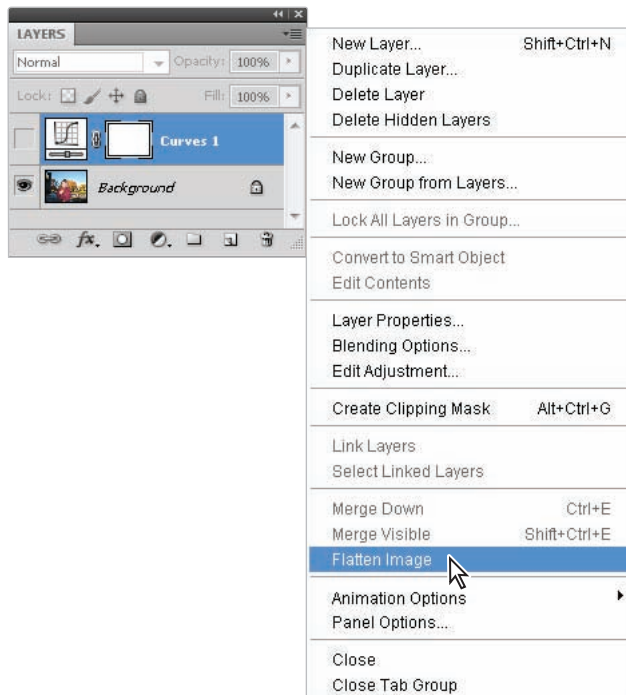 LAYERS
Normal Opacity: 100%
Lock: Fill: 100%
Curves 1
Background
fx.
New Layer... Shift+Ctrl+N
Duplicate Layer...
Delete Layer
Delete Hidden Layers
New Group...
New Group from Layers...
Lock All Layers in Group...
Convert to Smart Object
Edit Contents
Layer Properties...
Blending Options...
Edit Adjustment...
Create Clipping Mask Alt+Ctrl+G
Link Layers
Select Linked Layers
Merge Down Ctrl+E
Merge Visible Shift+Ctrl+E
Flatten Image
Animation Options
Panel Options...
Close
Close Tab Group